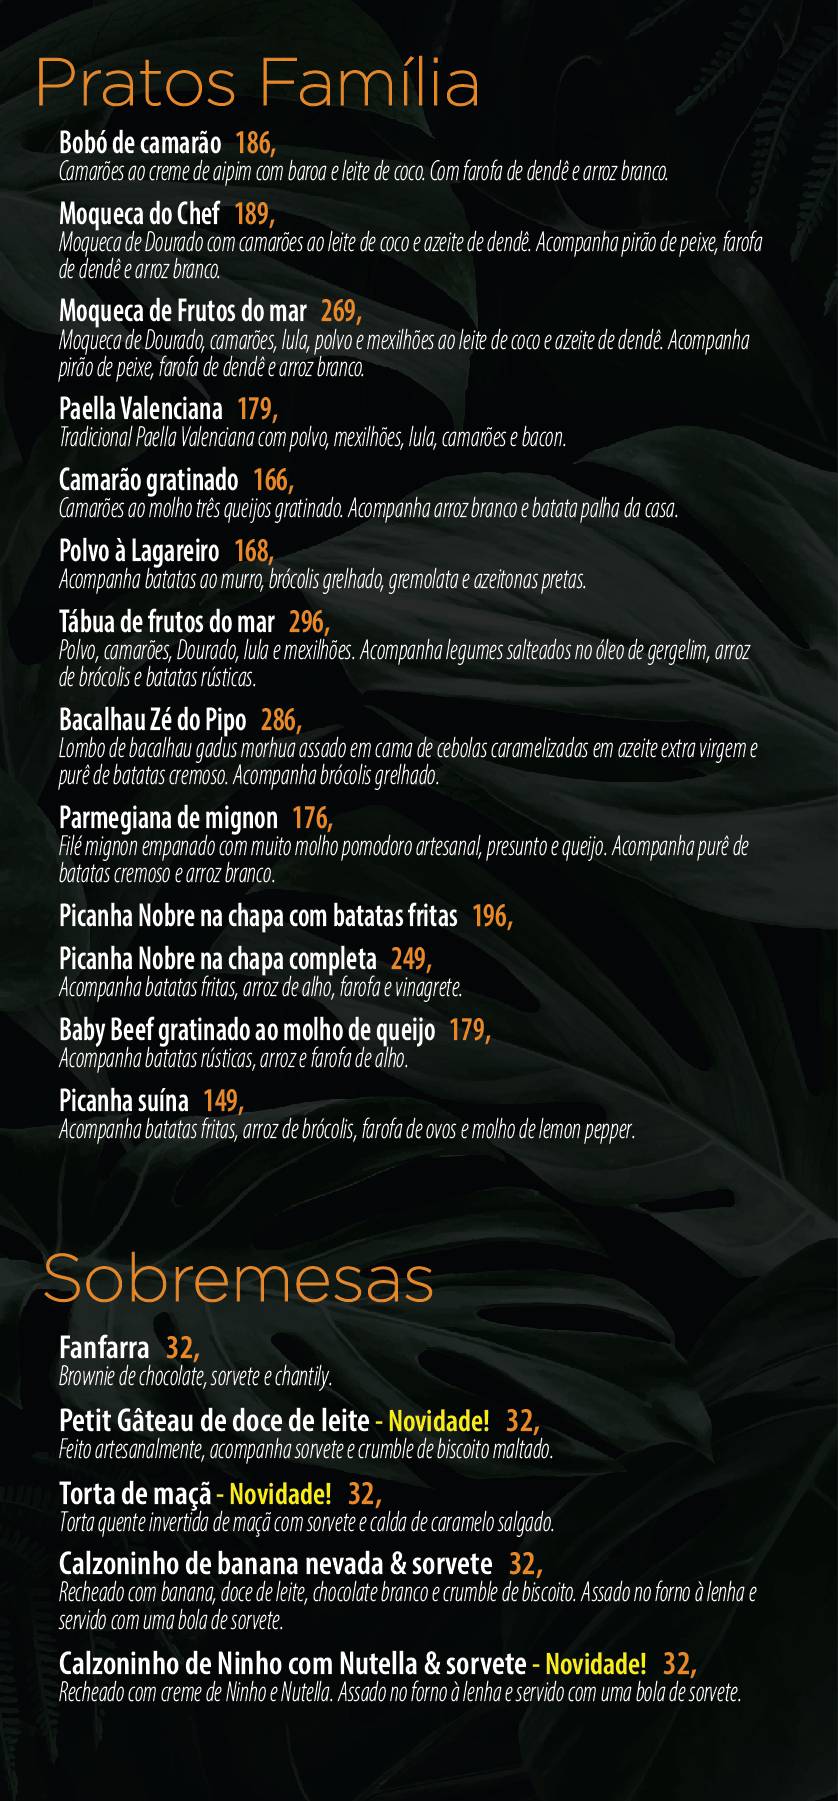 Pratos Família
Bobó de camarão 186,
Camarões ao creme de aipim com baroa e leite de coco. Com farofa de dendê e arroz branco.
Moqueca do Chef 189,
Moqueca de Dourado com camarões ao leite de coco e azeite de dendê. Acompanha pirão de peixe, farofa
de dendê e arroz branco.
Moqueca de Frutos do mar 269,
Moqueca de Dourado, camarões, lula, polvo e mexilhões ao leite de coco e azeite de dendê. Acompanha
pirão de peixe, farofa de dendê e arroz branco.
Paella Valenciana 179,
Tradicional Paella Valenciana com polvo, mexilhões, lula, camarões e bacon.
Camarão gratinado 166,
Camarões ao molho três queijos gratinado. Acompanha arroz branco e batata palha da casa.
Polvo à Lagareiro 168,
Acompanha batatas ao murro, brócolis grelhado, gremolata e azeitonas pretas.
Tábua de frutos do mar 296,
Polvo, camarões, Dourado, lula e mexilhões. Acompanha legumes salteados no óleo de gergelim, arroz
de brócolis e batatas rústicas.
Bacalhau Zé do Pipo 286,
Lombo de bacalhau gadus morhua assado em cama de cebolas caramelizadas em azeite extra virgem e
purê de batatas cremoso. Acompanha brócolis grelhado.
Parmegiana de mignon 176,
Filé mignon empanado com muito molho pomodoro artesanal, presunto e queijo. Acompanha purê de
batatas cremoso e arroz branco.
Picanha Nobre na chapa com batatas fritas 196,
Picanha Nobre na chapa completa 249,
Acompanha batatas fritas, arroz de alho, farofa e vinagrete.
Baby Beef gratinado ao molho de queijo 179,
Acompanha batatas rústicas, arroz e farofa de alho.
Picanha suína 149,
Acompanha batatas fritas, arroz de brócolis, farofa de ovos e molho de lemon pepper.
Sobremesas
Fanfarra 32,
Brownie de chocolate, sorvete e chantily.
Petit Gâteau de doce de leite - Novidade! 32,
Feito artesanalmente, acompanha sorvete e crumble de biscoito maltado.
Torta de maçã - Novidade! 32,
Torta quente invertida de maçã com sorvete e calda de caramelo salgado.
Calzoninho de banana nevada & sorvete 32,
Recheado com banana, doce de leite, chocolate branco e crumble de biscoito. Assado no forno à lenha e
servido com uma bola de sorvete.
Calzoninho de Ninho com Nutella & sorvete - Novidade! 32,
Recheado com creme de Ninho e Nutella. Assado no forno à lenha e servido com uma bola de sorvete.